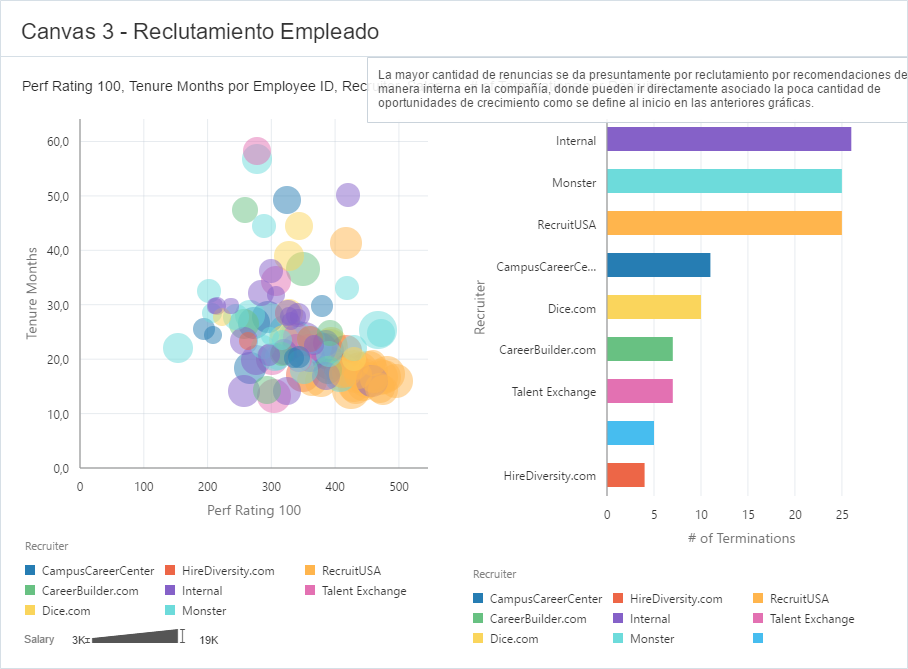 Canvas 3 - Reclutamiento Empleado
Perf Rating 100, Tenure Months por Employee ID,
La mayor cantidad de renuncias se da presuntamente por reclutamiento por recomendaciones de
manera interna en la compañía, donde pueden ir directamente asociado la poca cantidad de
oportunidades de crecimiento como se define al inicio en las anteriores gráficas.
Tenure Months
60,0
50,0
40,0
30,0
20,0
10,0
0,0
0
100
200
300
400
500
Perf Rating 100
Recruiter
CampusCareerCenter
HireDiversity.com
RecruitUSA
CareerBuilder.com
Internal
Talent Exchange
Dice.com
Monster
Salary
3K
19K
Recruiter
Internal
Monster
RecruitUSA
CampusCareerCe...
Dice.com
CareerBuilder.com
Talent Exchange
HireDiversity.com
0
5
10
15
20
25
# of Terminations
Recruiter
CampusCareerCenter
HireDiversity.com
RecruitUSA
CareerBuilder.com
Internal
Talent Exchange
Dice.com
Monster